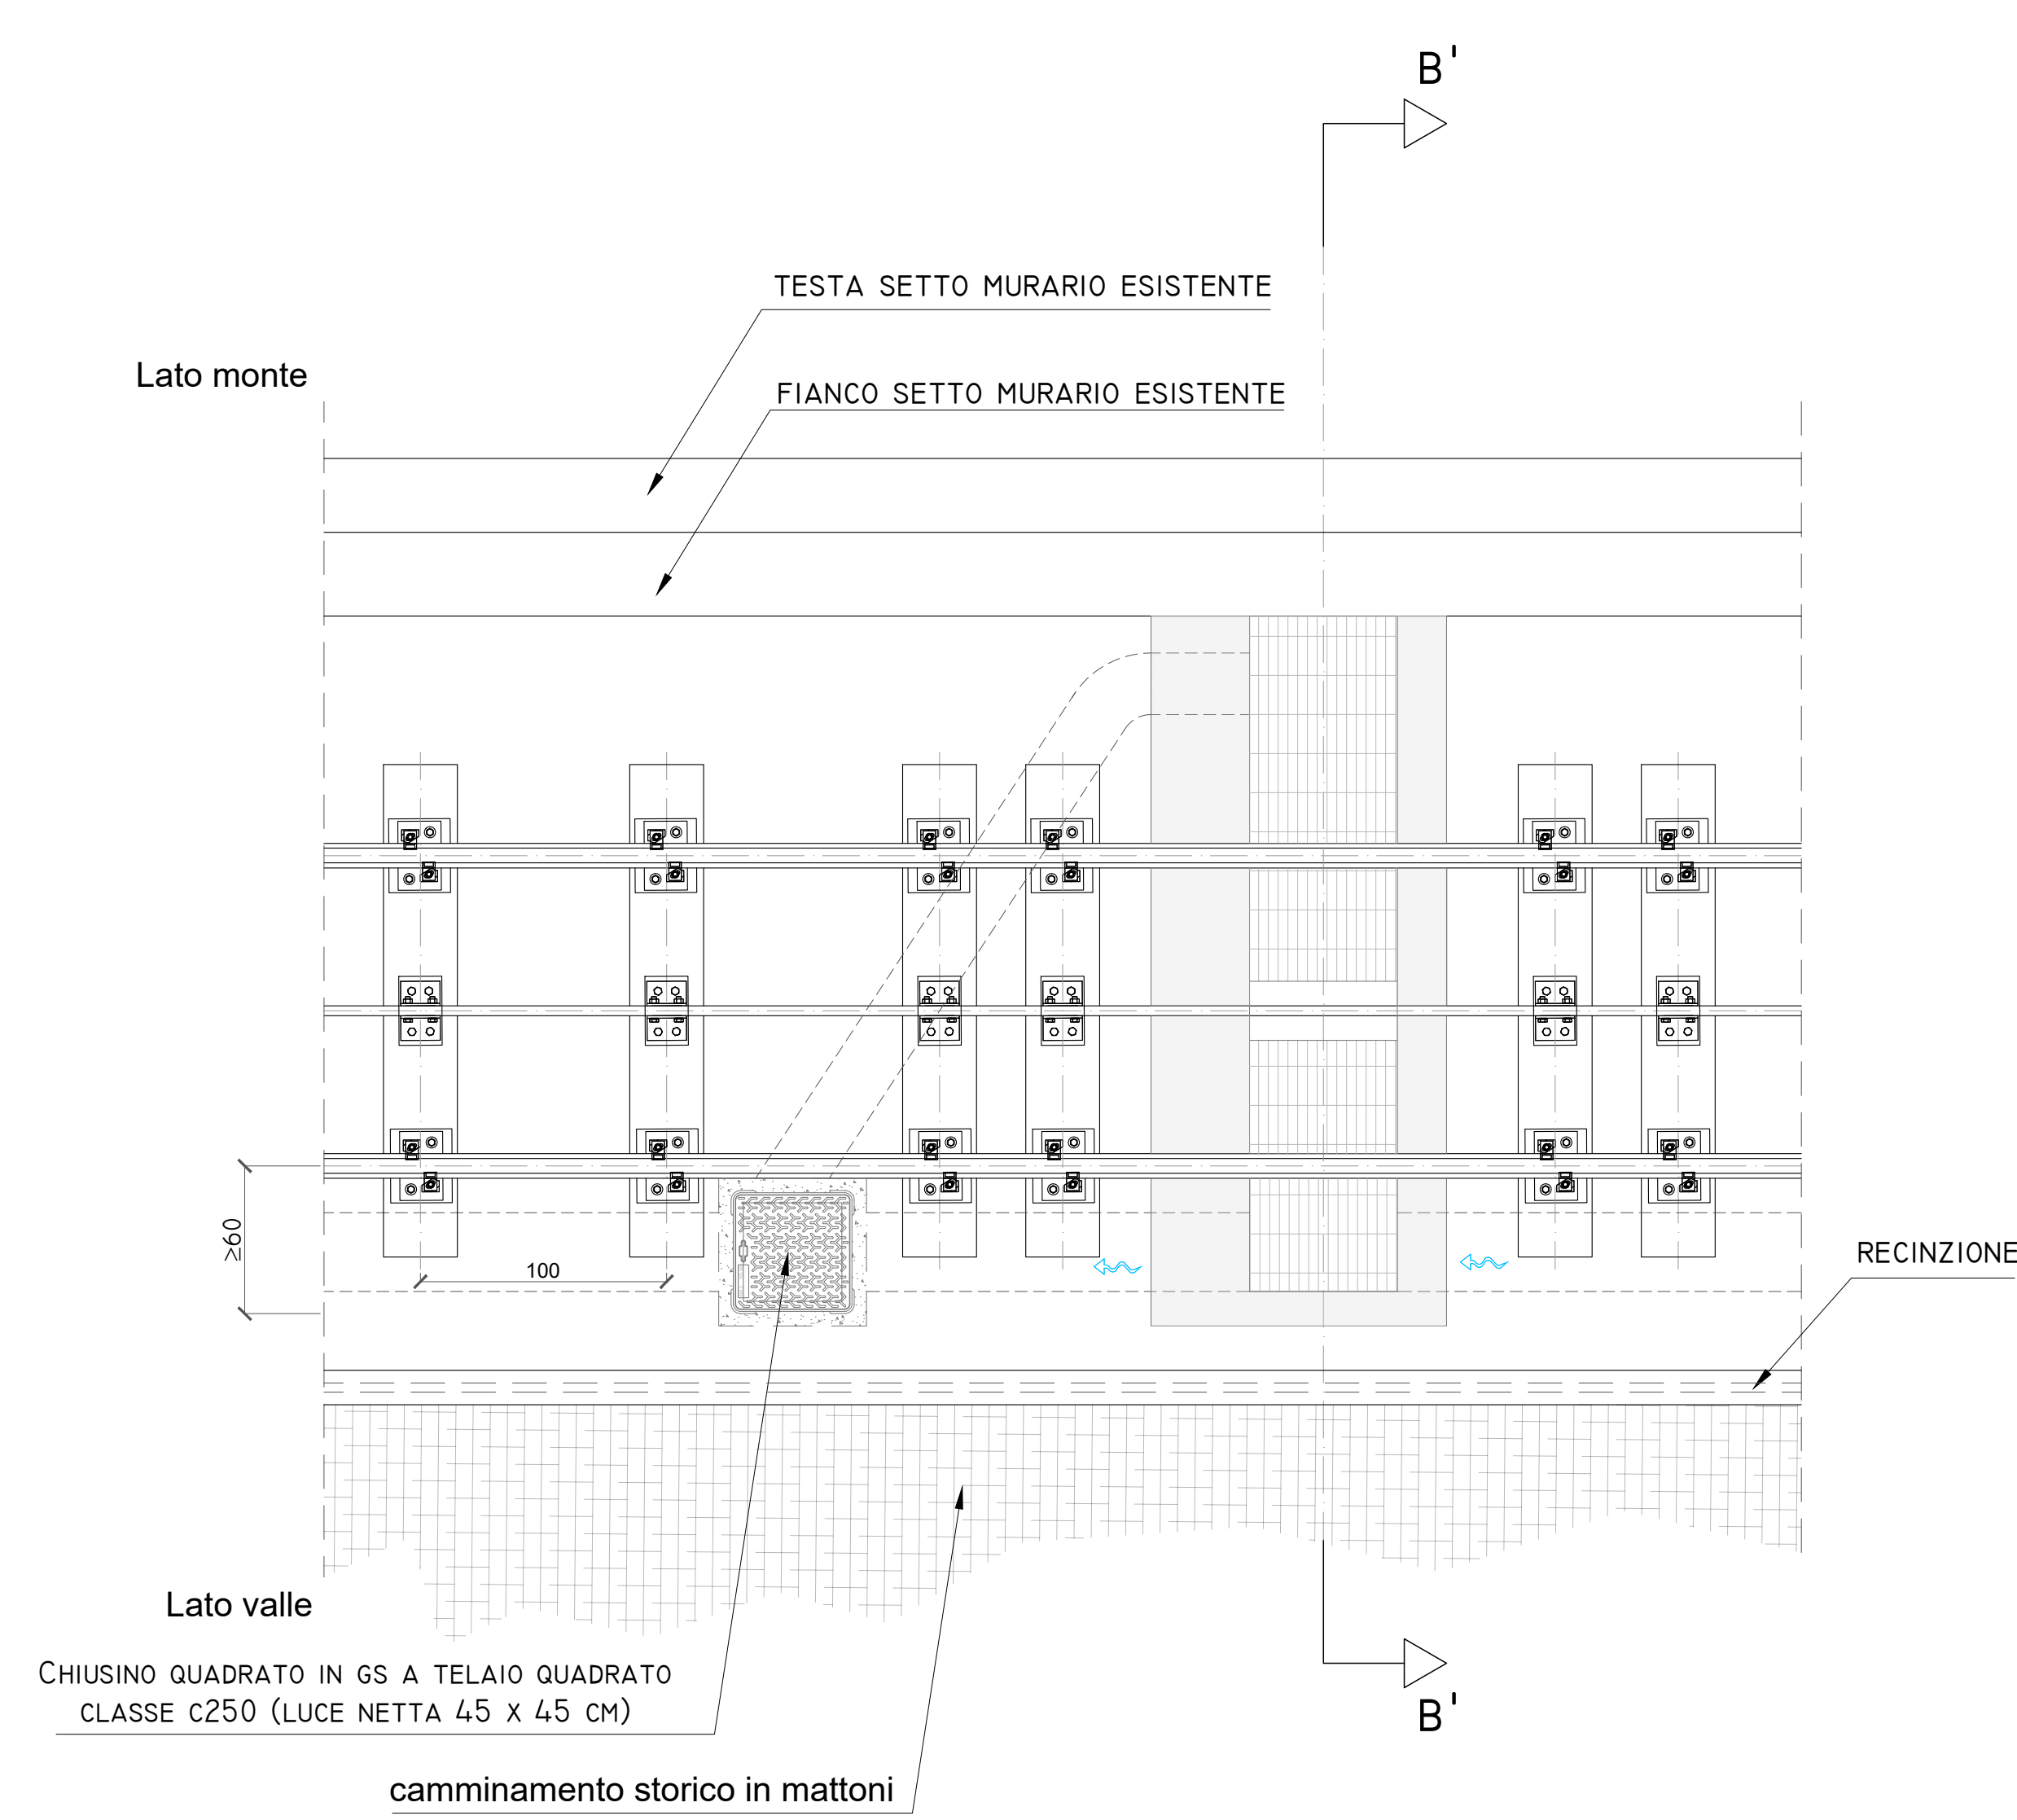 B'
TESTA SETTO MURARIO ESISTENTE
Lato monte
FIANCO SETTO MURARIO ESISTENTE
≥60
100
RECINZIONE
Lato valle
CHIUSINO QUADRATO IN GS A TELAIO QUADRATO
CLASSE C250 (LUCE NETTA 45 X 45 CM)
B'
camminamento storico in mattoni